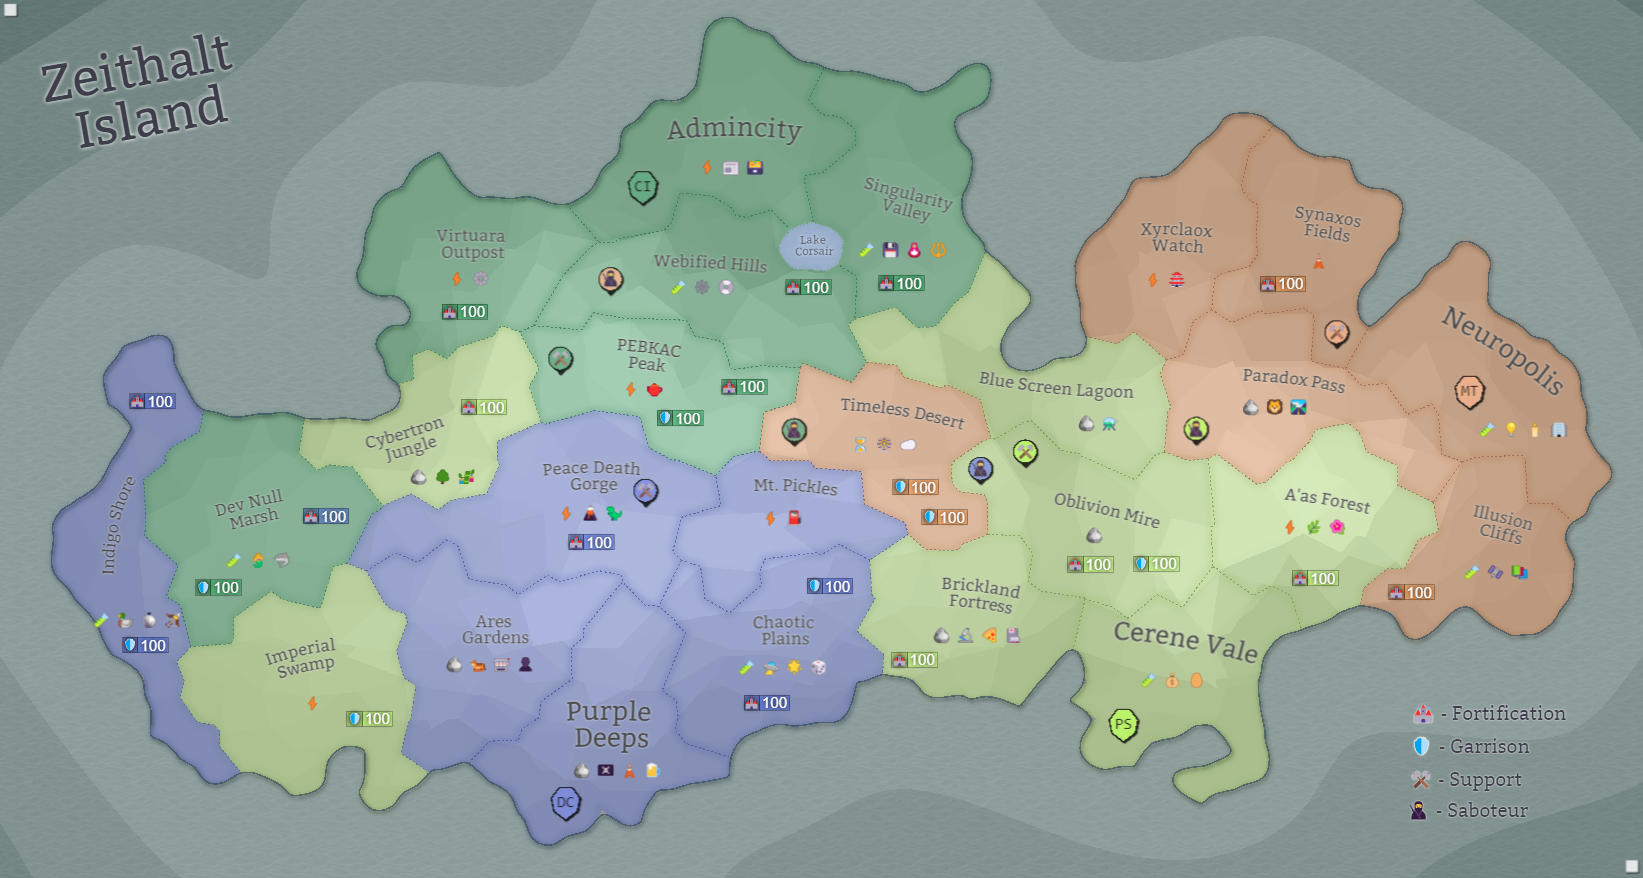 Zeithalt
Island
Admincity
CI
Singularity
Valley
Lake
Corsair
Virtuara
Outpost
100
Webified Hills
100
100
PEBKAC
Peak
100
100
Xyrclaox
Watch
Synaxos
Fields
100
Neuropolis
MT
Paradox Pass
Blue Screen Lagoon
Timeless Desert
100
100
Cybertron
Jungle
100
100
Indigo Shore
100
Dev Null
Marsh
100
100
Peace Death
Gorge
100
Mt. Pickles
Oblivion Mire
100
100
A'as Forest
100
Illusion
Cliffs
100
Imperial
Swamp
100
Ares
Gardens
Chaotic
Plains
100
100
Brickland
Fortress
100
Cerene Vale
PS
Purple
Deeps
DC
- Fortification
- Garrison
- Support
- Saboteur